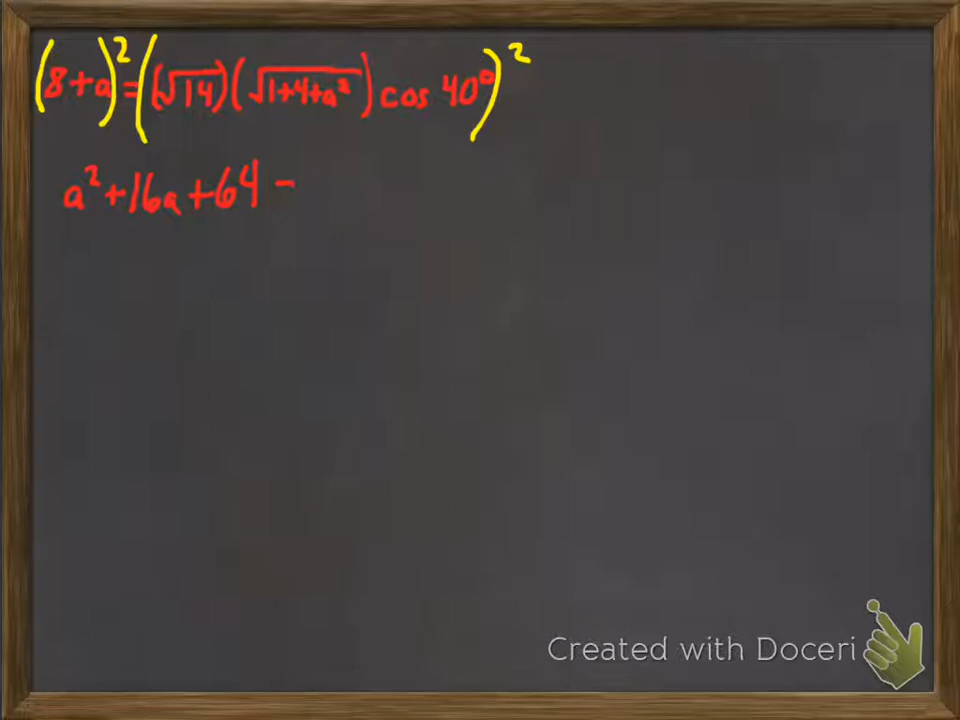 (8+a)²=((√14)(√1+4+a²)cos 40°)²
a²+16a+64 =
Created with Doceri